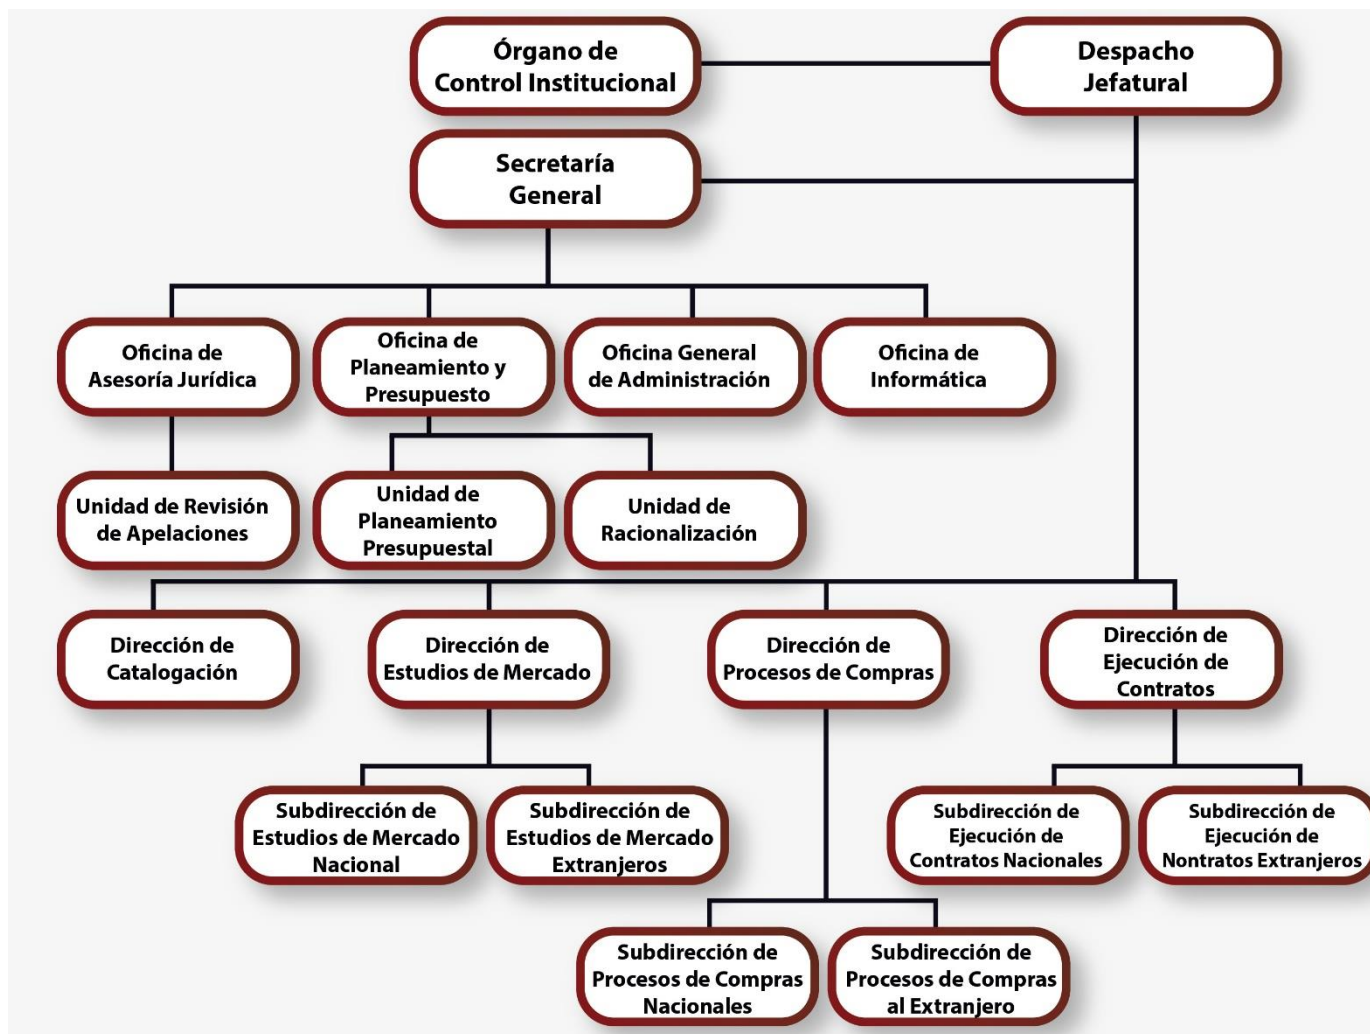 Órgano de
Control Institucional
Despacho
Jefatural
Secretaría
General
Oficina de
Asesoría Jurídica
Oficina de
Planeamiento y
Presupuesto
Oficina General
de Administración
Oficina de
Informática
Unidad de Revisión
de Apelaciones
Unidad de
Planeamiento
Presupuestal
Unidad de
Racionalización
Dirección de
Catalogación
Dirección de
Estudios de Mercado
Dirección de
Procesos de Compras
Dirección de
Ejecución de
Contratos
Subdirección de
Estudios de Mercado
Nacional
Subdirección de
Estudios de Mercado
Extranjeros
Subdirección de
Ejecución de
Contratos Nacionales
Subdirección de
Ejecución de
Nontratos Extranjeros
Subdirección de
Procesos de Compras
Nacionales
Subdirección de
Procesos de Compras
al Extranjero